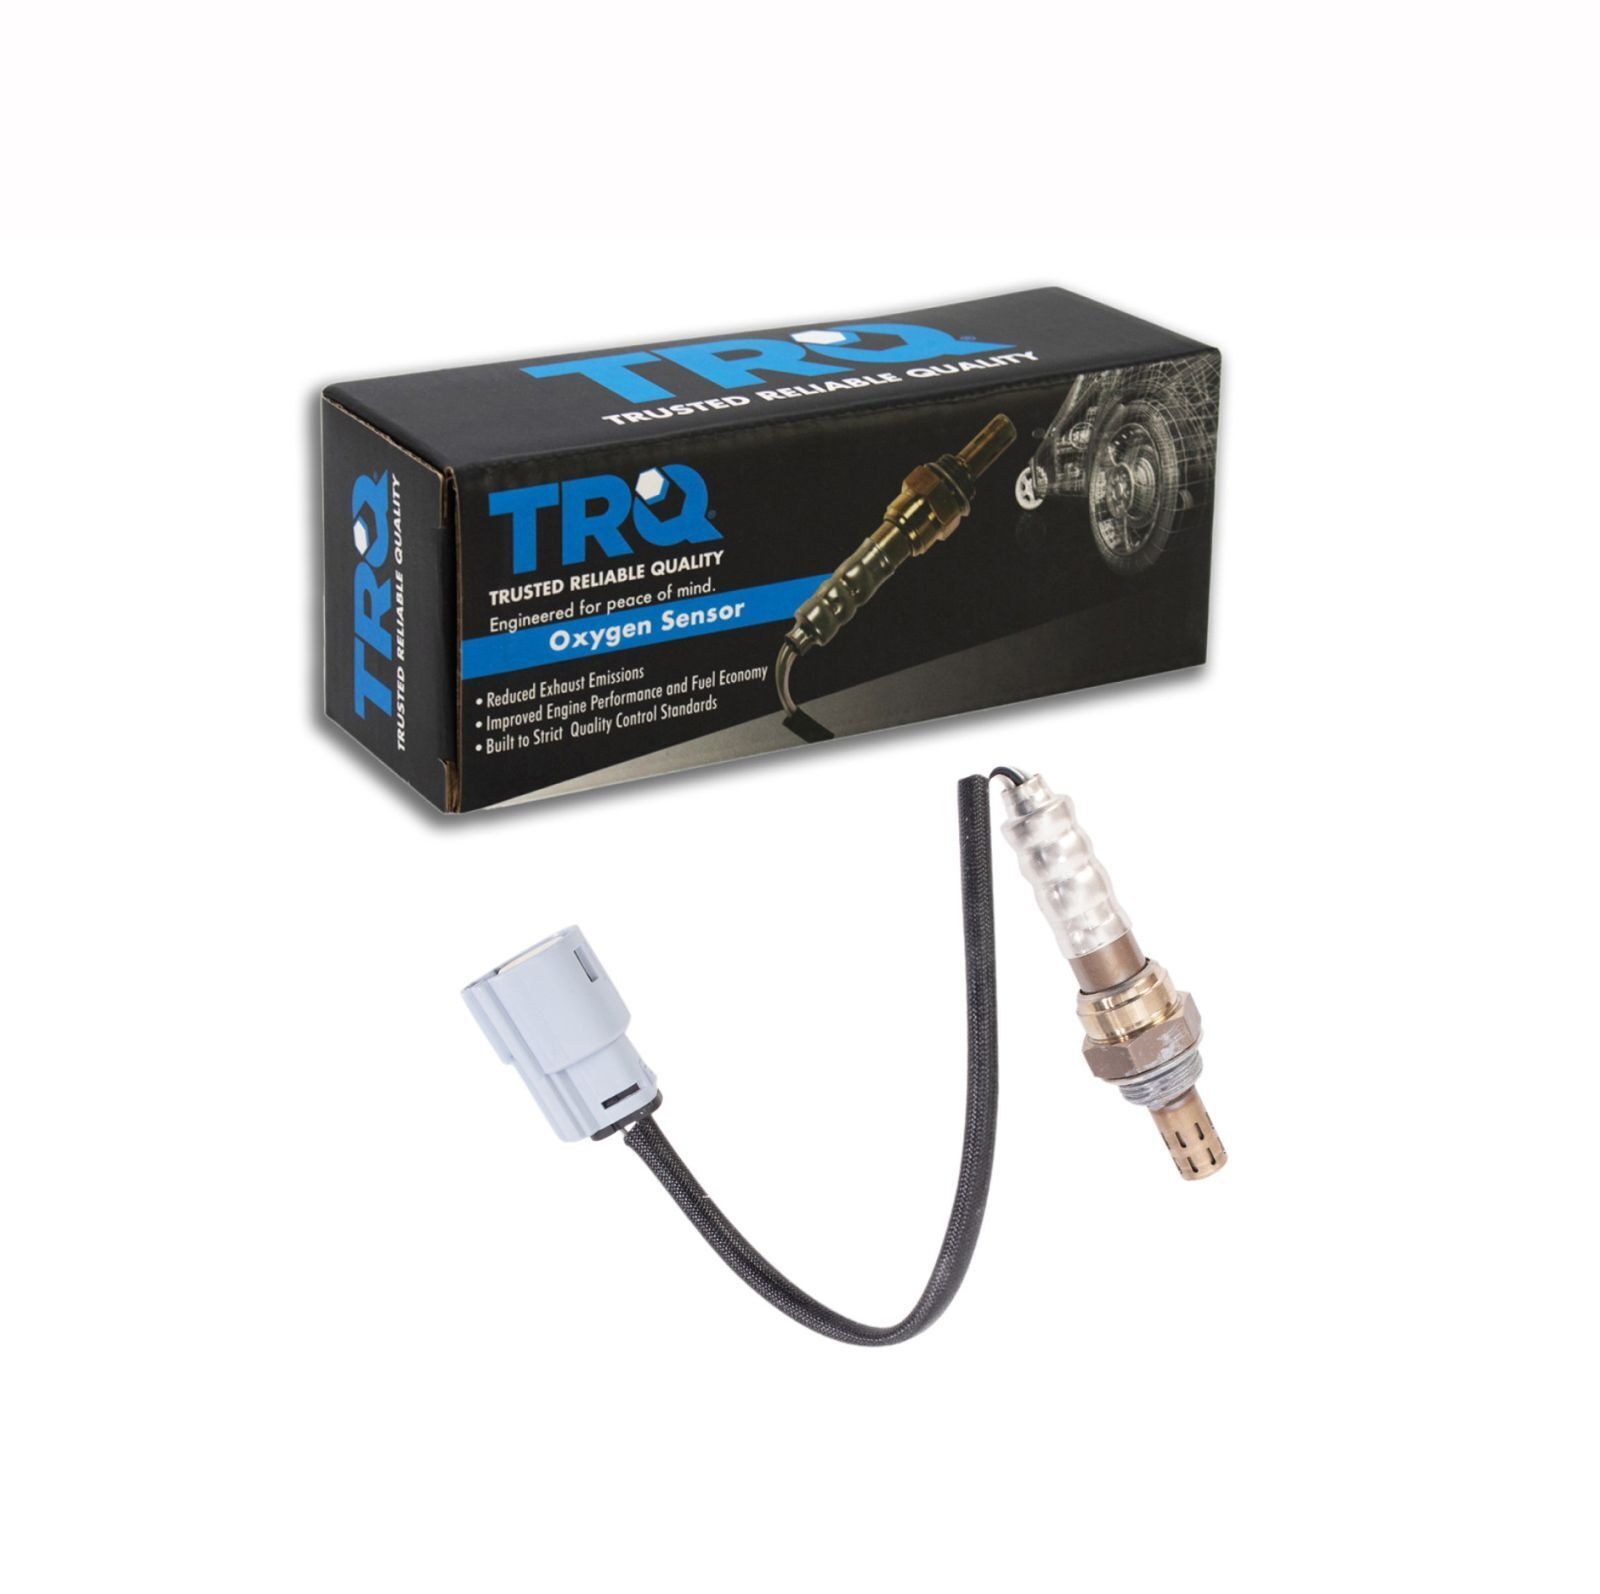 TRQ®
TRUSTED RELIABLE QUALITY
TRQ®
TRUSTED RELIABLE QUALITY
TRQ®
TRUSTED RELIABLE QUALITY
Engineered for peace of mind.
Oxygen Sensor
• Reduced Exhaust Emissions
• Improved Engine Performance and Fuel Economy
• Built to Strict Quality Control Standards